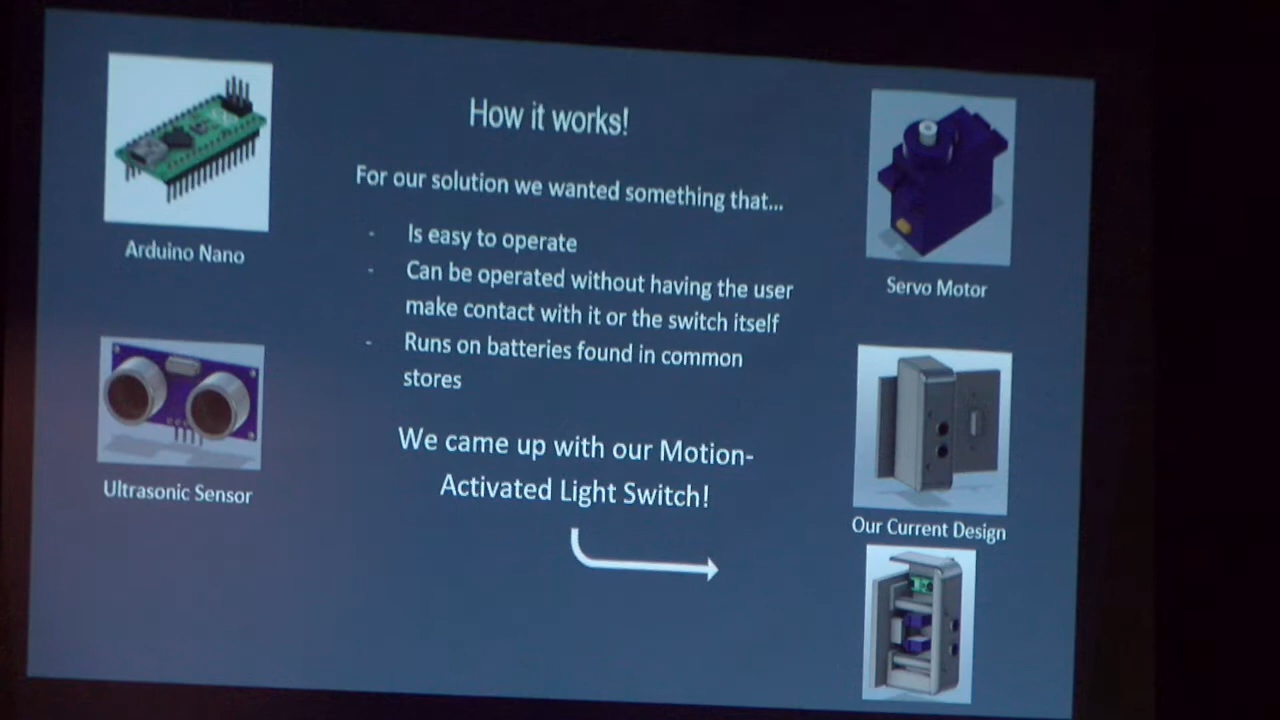 How it works!
For our solution we wanted something that...
- Is easy to operate
- Can be operated without having the user
make contact with it or the switch itself
- Runs on batteries found in common
stores
We came up with our Motion-
Activated Light Switch!
Arduino Nano
Ultrasonic Sensor
Servo Motor
Our Current Design